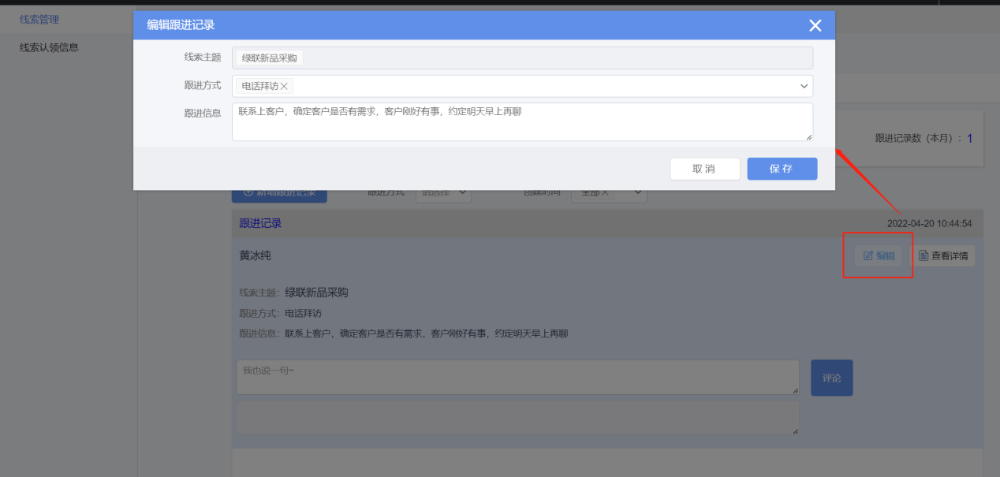 线索管理
线索认领信息
编辑跟进记录
线索主题
绿联新品采购
跟进方式
电话拜访
跟进信息
联系上客户，确定客户是否有需求，客户刚好有事，约定明天早上再聊
取 消
保 存
跟进记录数（本月）: 1
新增跟进记录
跟进方式
请选择
创建时间
全部
跟进记录
2022-04-20 10:44:54
黄冰纯
编辑
查看详情
线索主题: 绿联新品采购
跟进方式: 电话拜访
跟进信息: 联系上客户，确定客户是否有需求，客户刚好有事，约定明天早上再聊
我也说一句~
评论